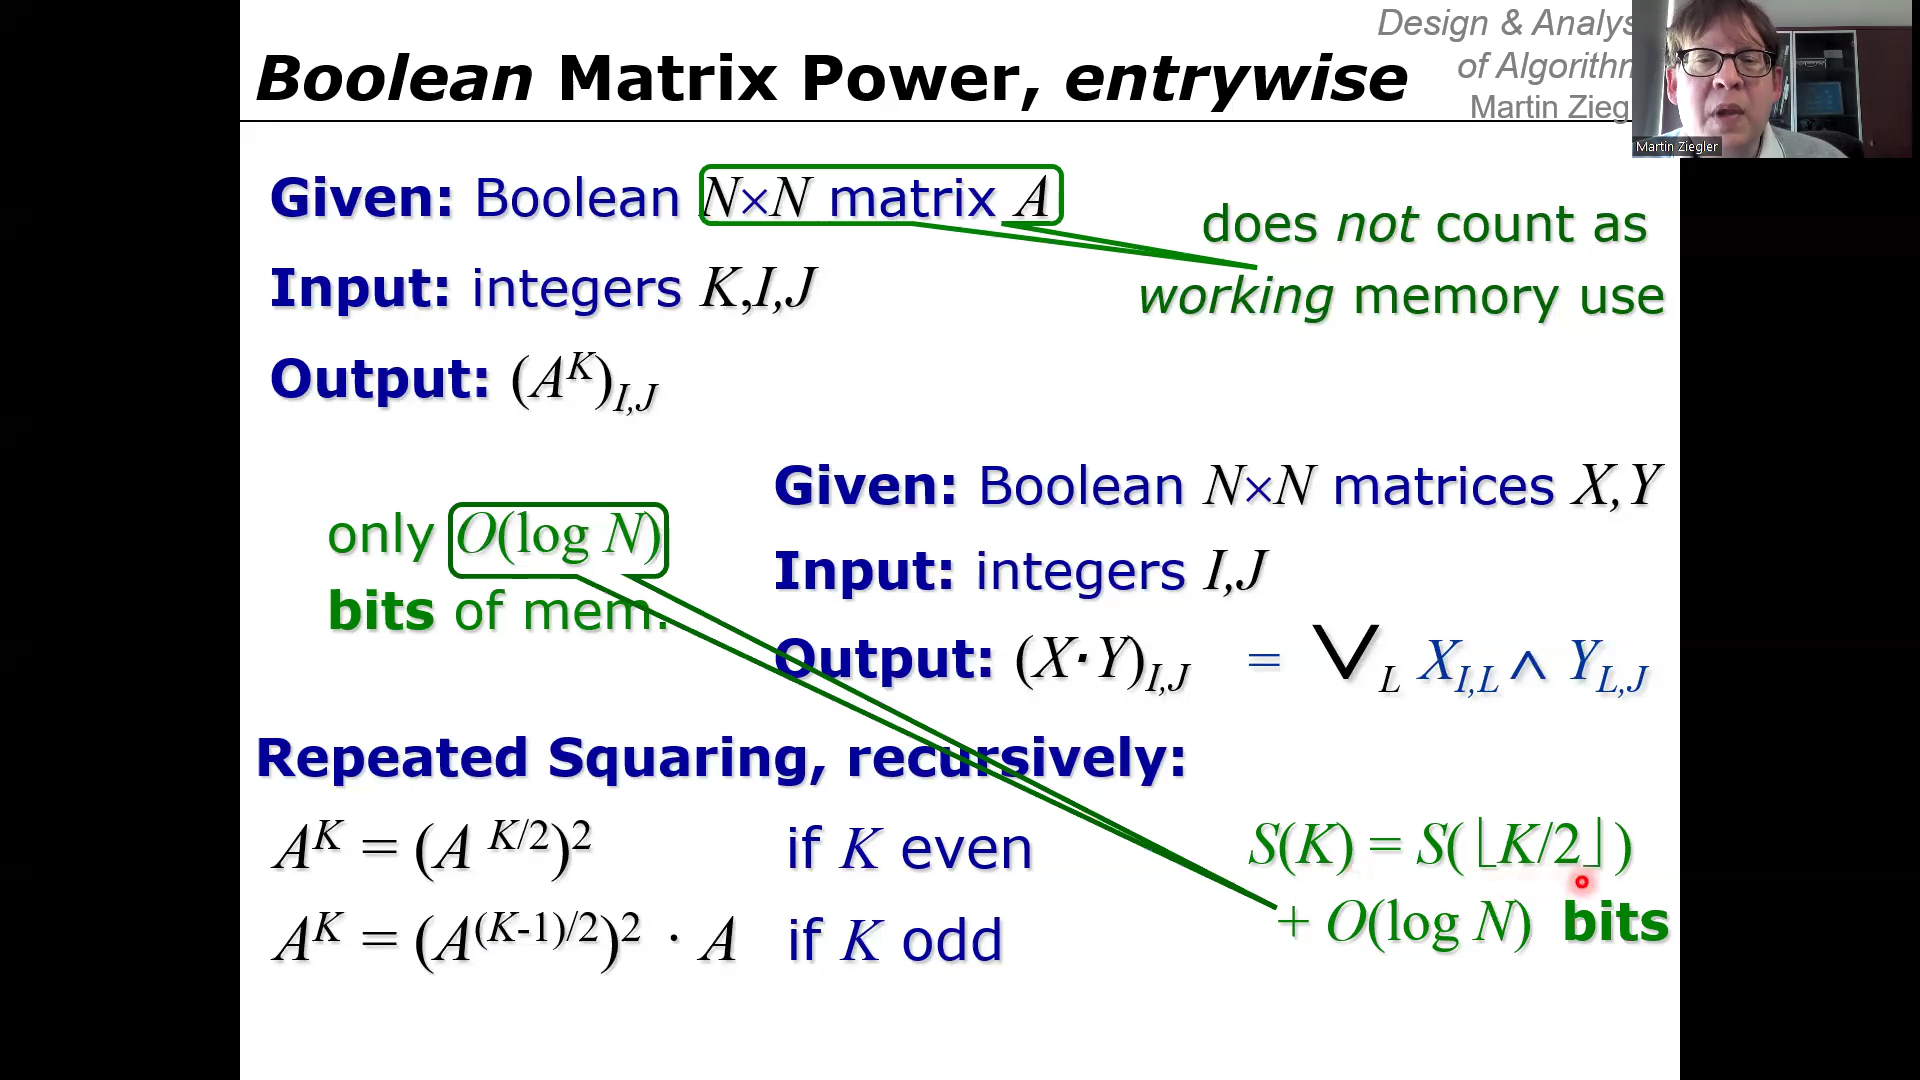 Boolean Matrix Power, entrywise
Design & Analys
of Algorithm
Martin Zieg
Martin Ziegler
Given: Boolean N×N matrix A
does not count as
working memory use
Input: integers K,I,J
Output: (A^K)_{I,J}
only O(log N)
bits of mem.
Given: Boolean N×N matrices X,Y
Input: integers I,J
Output: (X·Y)_{I,J} = ⋁_L X_{I,L} ∧ Y_{L,J}
Repeated Squaring, recursively:
A^K = (A^{K/2})^2 if K even
A^K = (A^{(K-1)/2})^2 · A if K odd
S(K) = S(⌊K/2⌋)
+ O(log N) bits